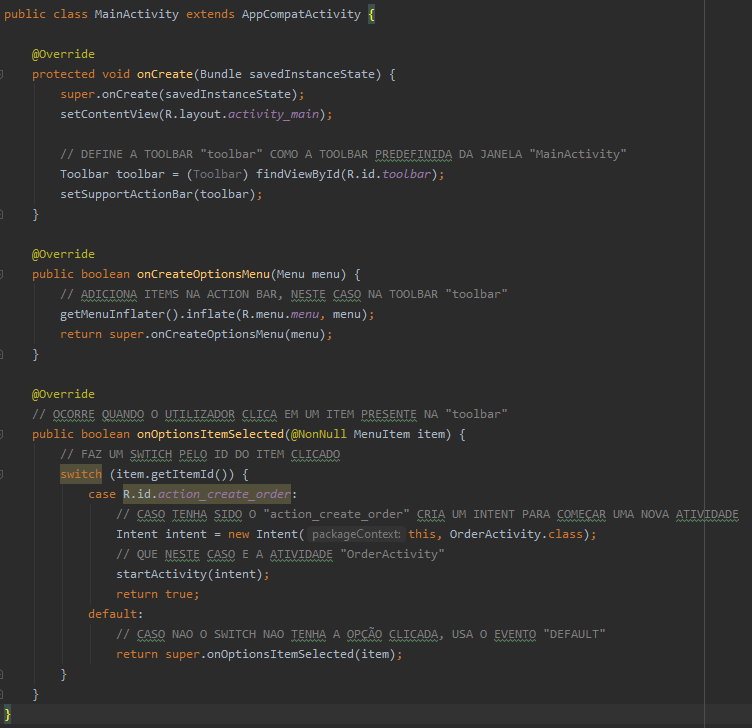 public class MainActivity extends AppCompatActivity {
@Override
protected void onCreate(Bundle savedInstanceState) {
super.onCreate(savedInstanceState);
setContentView(R.layout.activity_main);
// DEFINE A TOOLBAR "toolbar" COMO A TOOLBAR PREDEFINIDA DA JANELA "MainActivity"
Toolbar toolbar = (Toolbar) findViewById(R.id.toolbar);
setSupportActionBar(toolbar);
}
@Override
public boolean onCreateOptionsMenu(Menu menu) {
// ADICIONA ITEMS NA ACTION BAR, NESTE CASO NA TOOLBAR "toolbar"
getMenuInflater().inflate(R.menu.menu, menu);
return super.onCreateOptionsMenu(menu);
}
@Override
// OCORRE QUANDO O UTILIZADOR CLICA EM UM ITEM PRESENTE NA "toolbar"
public boolean onOptionsItemSelected(@NonNull MenuItem item) {
// FAZ UM SWTICH PELO ID DO ITEM CLICADO
switch (item.getItemId()) {
case R.id.action_create_order:
// CASO TENHA SIDO O "action_create_order" CRIA UM INTENT PARA COMEÇAR UMA NOVA ATIVIDADE
Intent intent = new Intent( packageContext: this, OrderActivity.class);
// QUE NESTE CASO E A ATIVIDADE "OrderActivity"
startActivity(intent);
return true;
default:
// CASO NAO O SWITCH NAO TENHA A OPÇÃO CLICADA, USA O EVENTO "DEFAULT"
return super.onOptionsItemSelected(item);
}
}
}